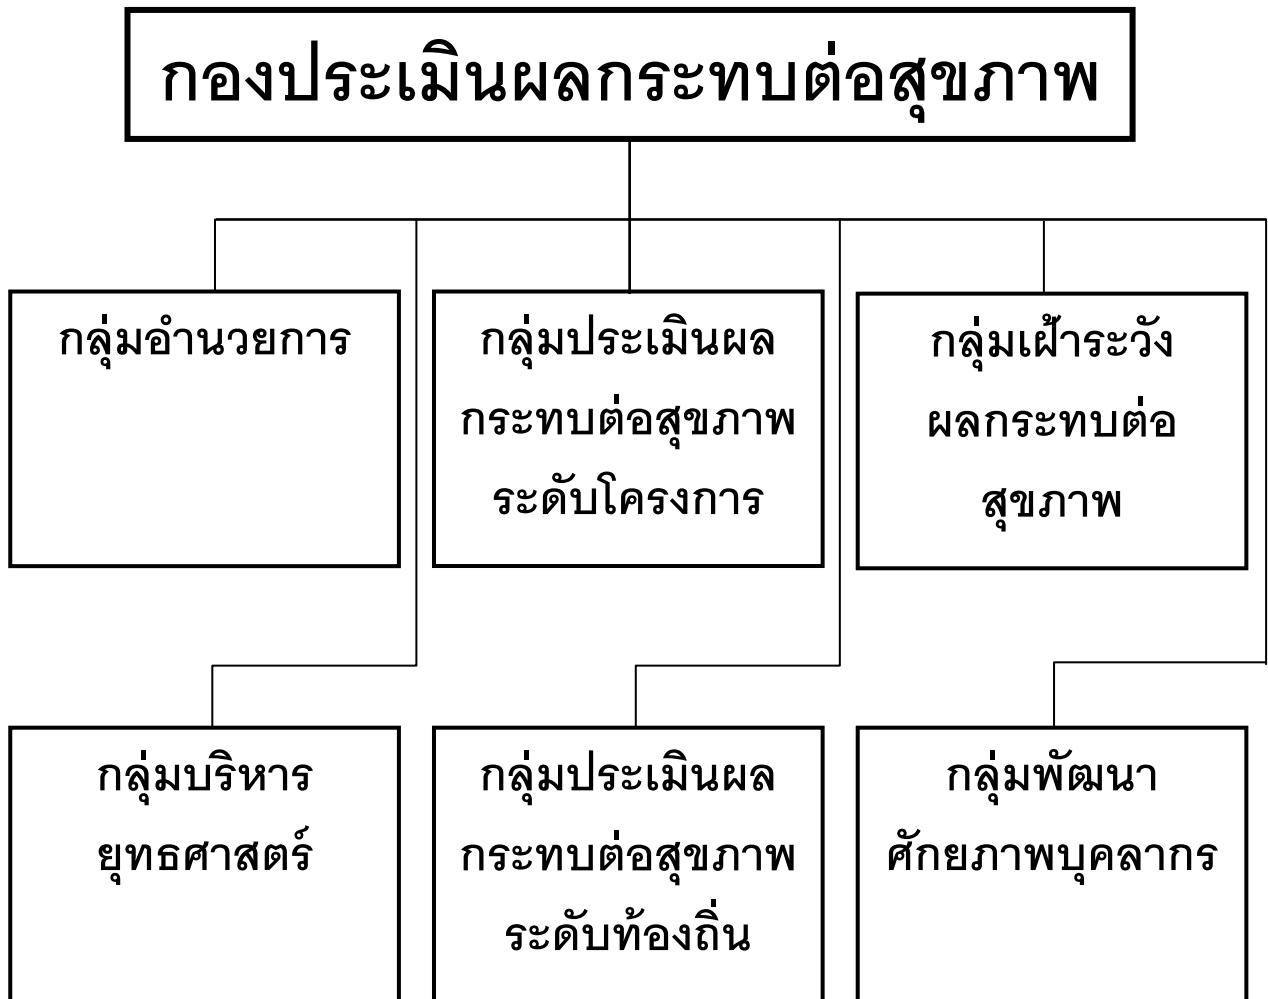 กองประเมินผลกระทบต่อสุขภาพ
กลุ่มอำนวยการ
กลุ่มประเมินผล
กระทบต่อสุขภาพ
ระดับโครงการ
กลุ่มเฝ้าระวัง
ผลกระทบต่อ
สุขภาพ
กลุ่มบริหาร
ยุทธศาสตร์
กลุ่มประเมินผล
กระทบต่อสุขภาพ
ระดับท้องถิ่น
กลุ่มพัฒนา
ศักยภาพบุคลากร